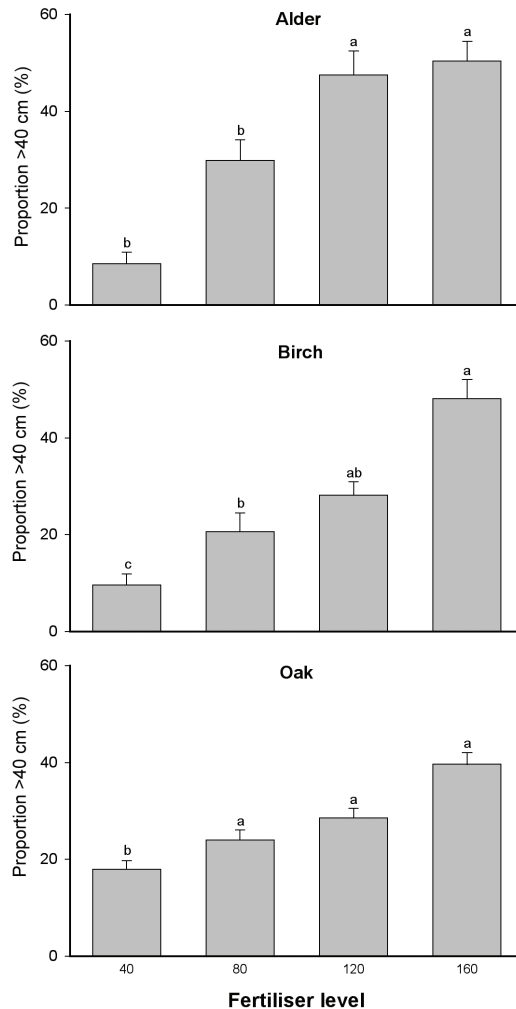 Alder
Proportion >40 cm (%)
60
40
20
0
b
b
a
a
Birch
Proportion >40 cm (%)
60
40
20
0
c
b
ab
a
Oak
Proportion >40 cm (%)
60
40
20
0
b
a
a
a
40 80 120 160
Fertiliser level